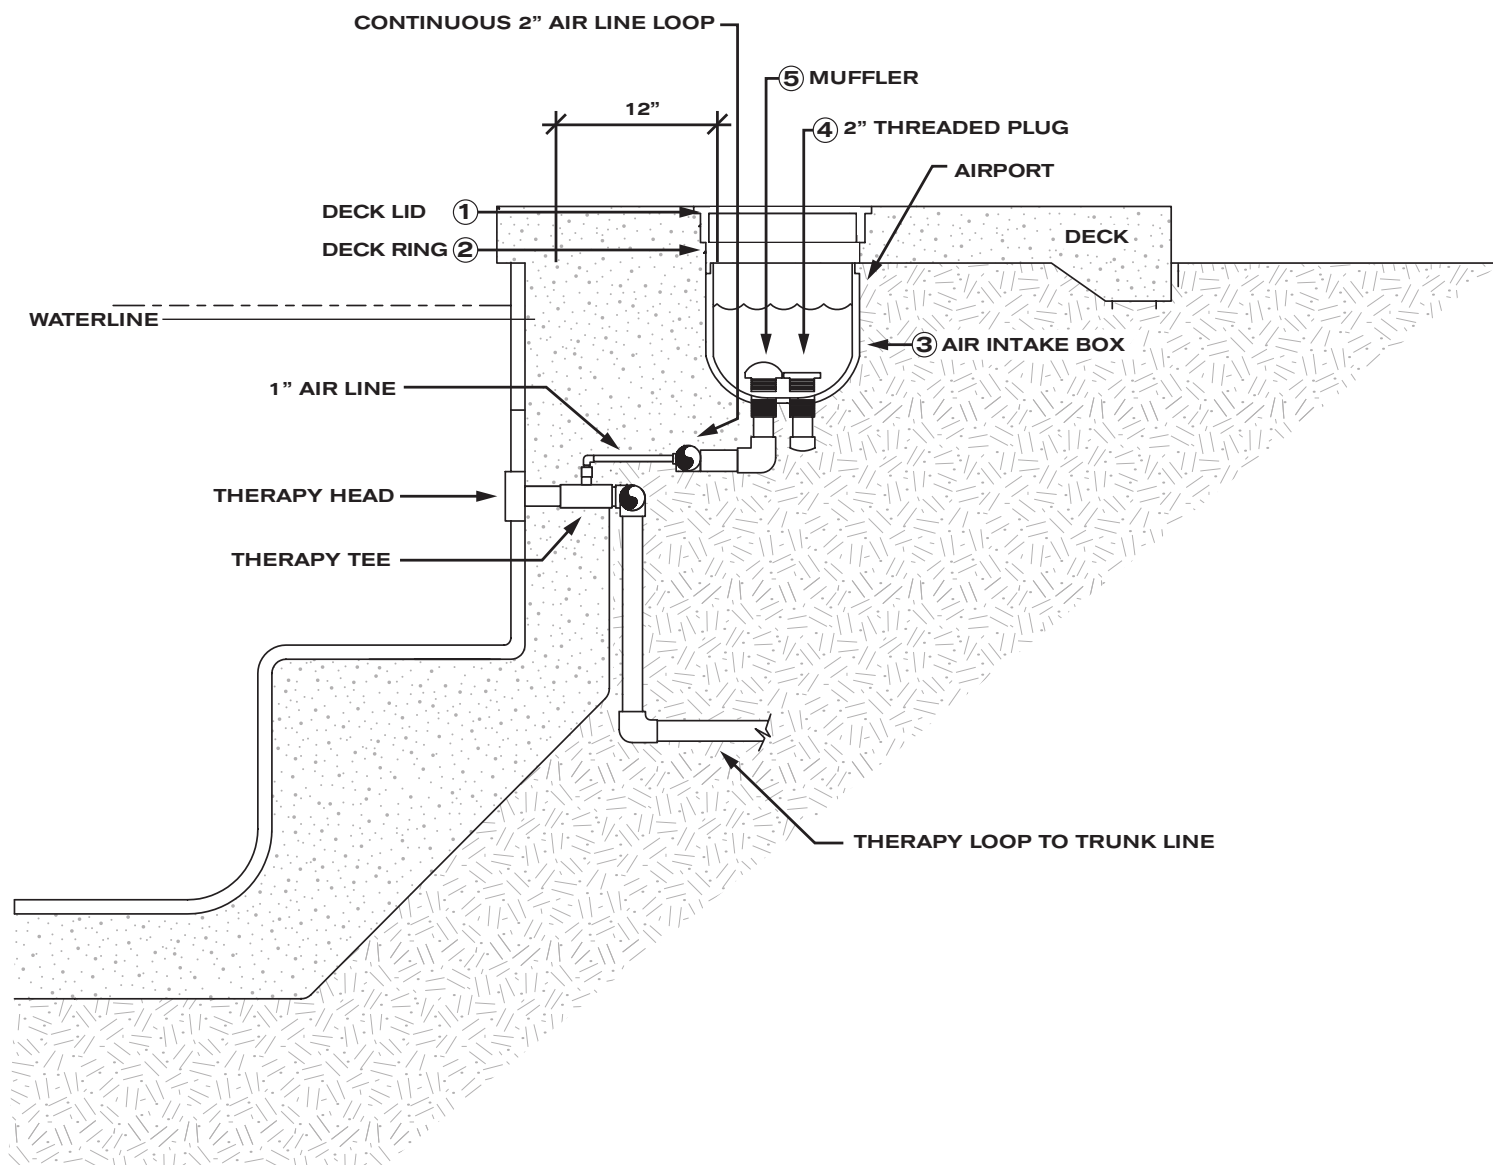 CONTINUOUS 2” AIR LINE LOOP
5 MUFFLER
12”
4 2” THREADED PLUG
AIRPORT
DECK LID 1
DECK
DECK RING 2
WATERLINE
3 AIR INTAKE BOX
1” AIR LINE
THERAPY HEAD
THERAPY TEE
THERAPY LOOP TO TRUNK LINE